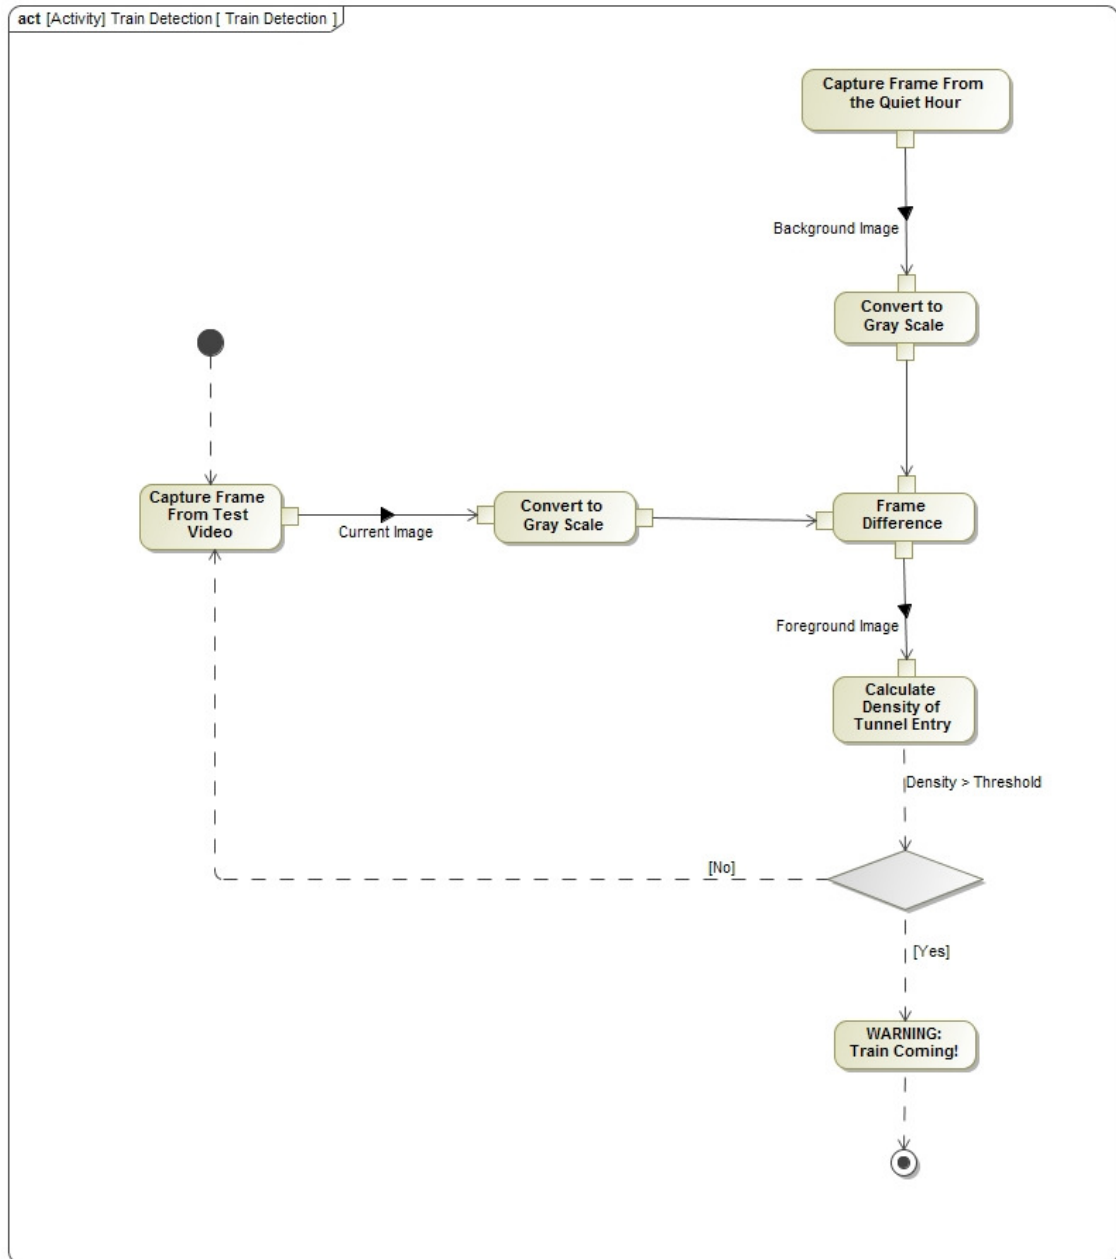 act [Activity] Train Detection [ Train Detection ]
Capture Frame From
the Quiet Hour
Background Image
Convert to
Gray Scale
Capture Frame
From Test
Video
Current Image
Convert to
Gray Scale
Frame
Difference
Foreground Image
Calculate
Density of
Tunnel Entry
Density > Threshold
[No]
[Yes]
WARNING:
Train Coming!